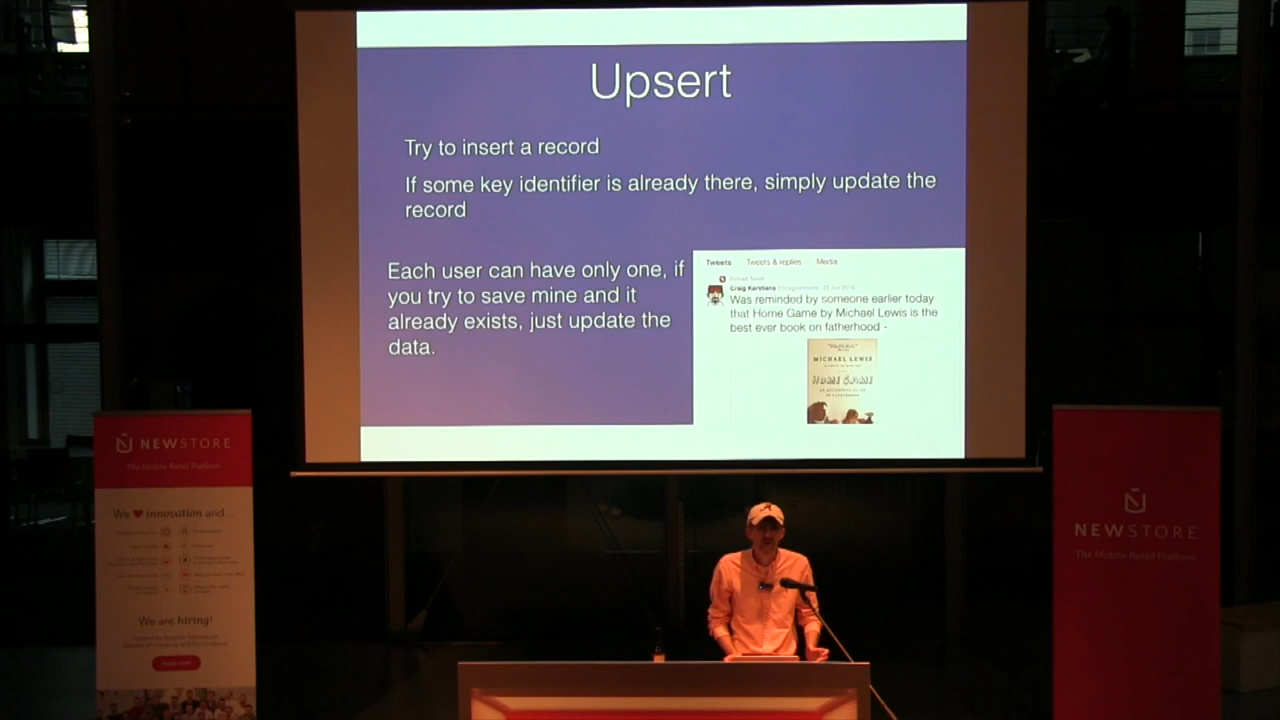 Upsert
Try to insert a record
If some key identifier is already there, simply update the
record
Each user can have only one, if
you try to save mine and it
already exists, just update the
data.
Tweets Tweets & replies Media
Pinned Tweet
Craig Kerstiens
Was reminded by someone earlier today
that Home Game by Michael Lewis is the
best ever book on fatherhood -
MICHAEL LEWIS
HOME GAME
NEWSTORE
The Mobile Retail Platform
We ♥ innovation and
We are hiring!
NEWSTORE
The Mobile Retail Platform